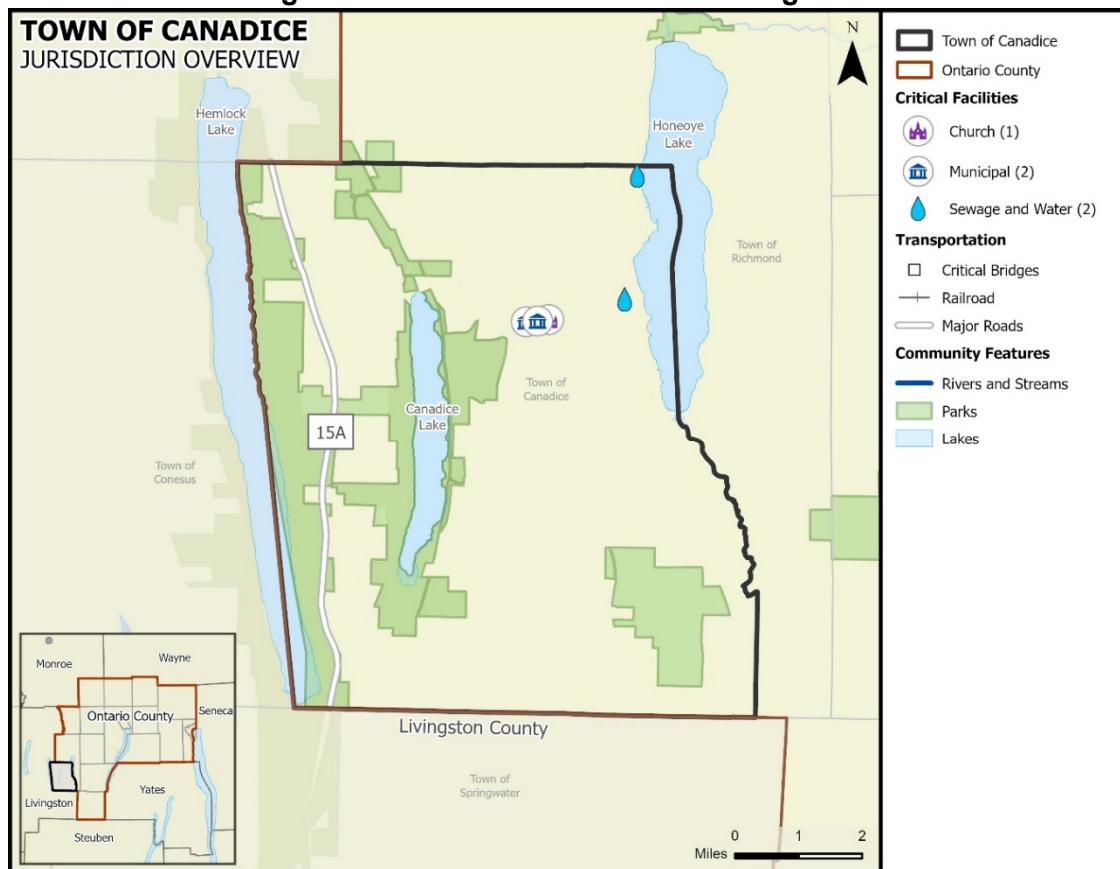 TOWN OF CANADICE
JURISDICTION OVERVIEW
N
Hemlock
Lake
Honeoye
Lake
Town of
Richmond
Town of
Canadice
Canadice
Lake
15A
Town of
Conesus
Livingston County
Town of
Springwater
Monroe
Wayne
Ontario County
Seneca
Livingston
Yates
Steuben
0 1 2
Miles
Town of Canadice
Ontario County
Critical Facilities
Church (1)
Municipal (2)
Sewage and Water (2)
Transportation
Critical Bridges
Railroad
Major Roads
Community Features
Rivers and Streams
Parks
Lakes